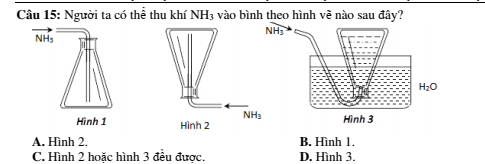 Câu 15: Người ta có thể thu khí NH₃ vào bình theo hình vẽ nào sau đây?
NH₃
NH₃
H₂O
NH₃
Hình 1
Hình 2
Hình 3
A. Hình 2.
B. Hình 1.
C. Hình 2 hoặc hình 3 đều được.
D. Hình 3.